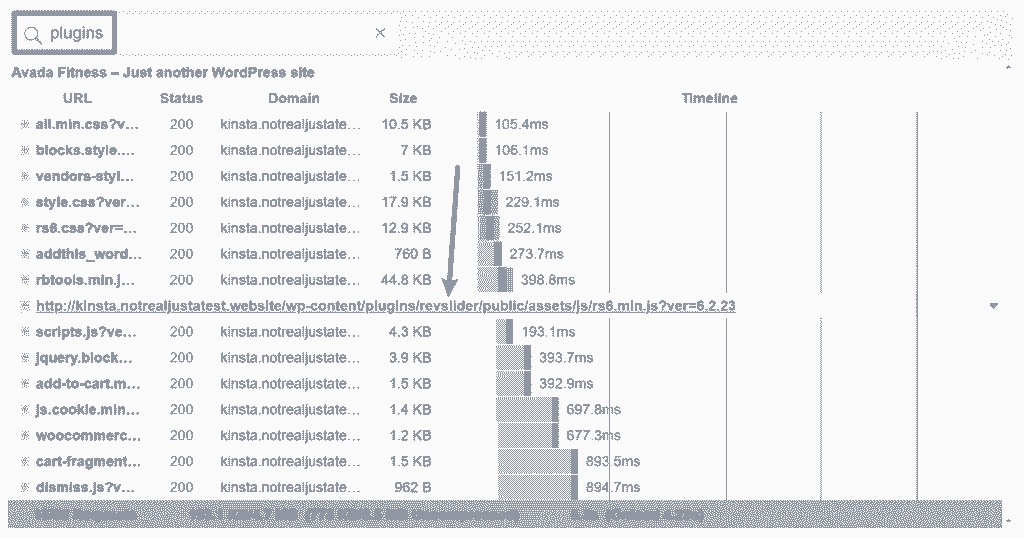 plugins ×
Avada Fitness – Just another WordPress site
URL Status Domain Size Timeline
all.min.css?v... 200 kinsta.notrealjustate... 10.5 KB 105.4ms
blocks.style.... 200 kinsta.notrealjustate... 7 KB 106.1ms
vendors-styl... 200 kinsta.notrealjustate... 1.5 KB 151.2ms
style.css?ver... 200 kinsta.notrealjustate... 17.9 KB 229.1ms
rs6.css?ver=... 200 kinsta.notrealjustate... 12.9 KB 252.1ms
addthis_word... 200 kinsta.notrealjustate... 760 B 273.7ms
rbtools.min.j... 200 kinsta.notrealjustate... 44.8 KB 398.8ms
http://kinsta.notrealjustatest.website/wp-content/plugins/revslider/public/assets/js/rs6.min.js?ver=6.2.23
scripts.js?ve... 200 kinsta.notrealjustate... 4.3 KB 193.1ms
jquery.block... 200 kinsta.notrealjustate... 3.9 KB 393.7ms
add-to-cart.m... 200 kinsta.notrealjustate... 1.5 KB 392.9ms
js.cookie.min... 200 kinsta.notrealjustate... 1.4 KB 697.8ms
woocommerc... 200 kinsta.notrealjustate... 1.2 KB 677.3ms
cart-fragment... 200 kinsta.notrealjustate... 1.5 KB 893.5ms
dismiss.js?v... 200 kinsta.notrealjustate... 962 B 894.7ms